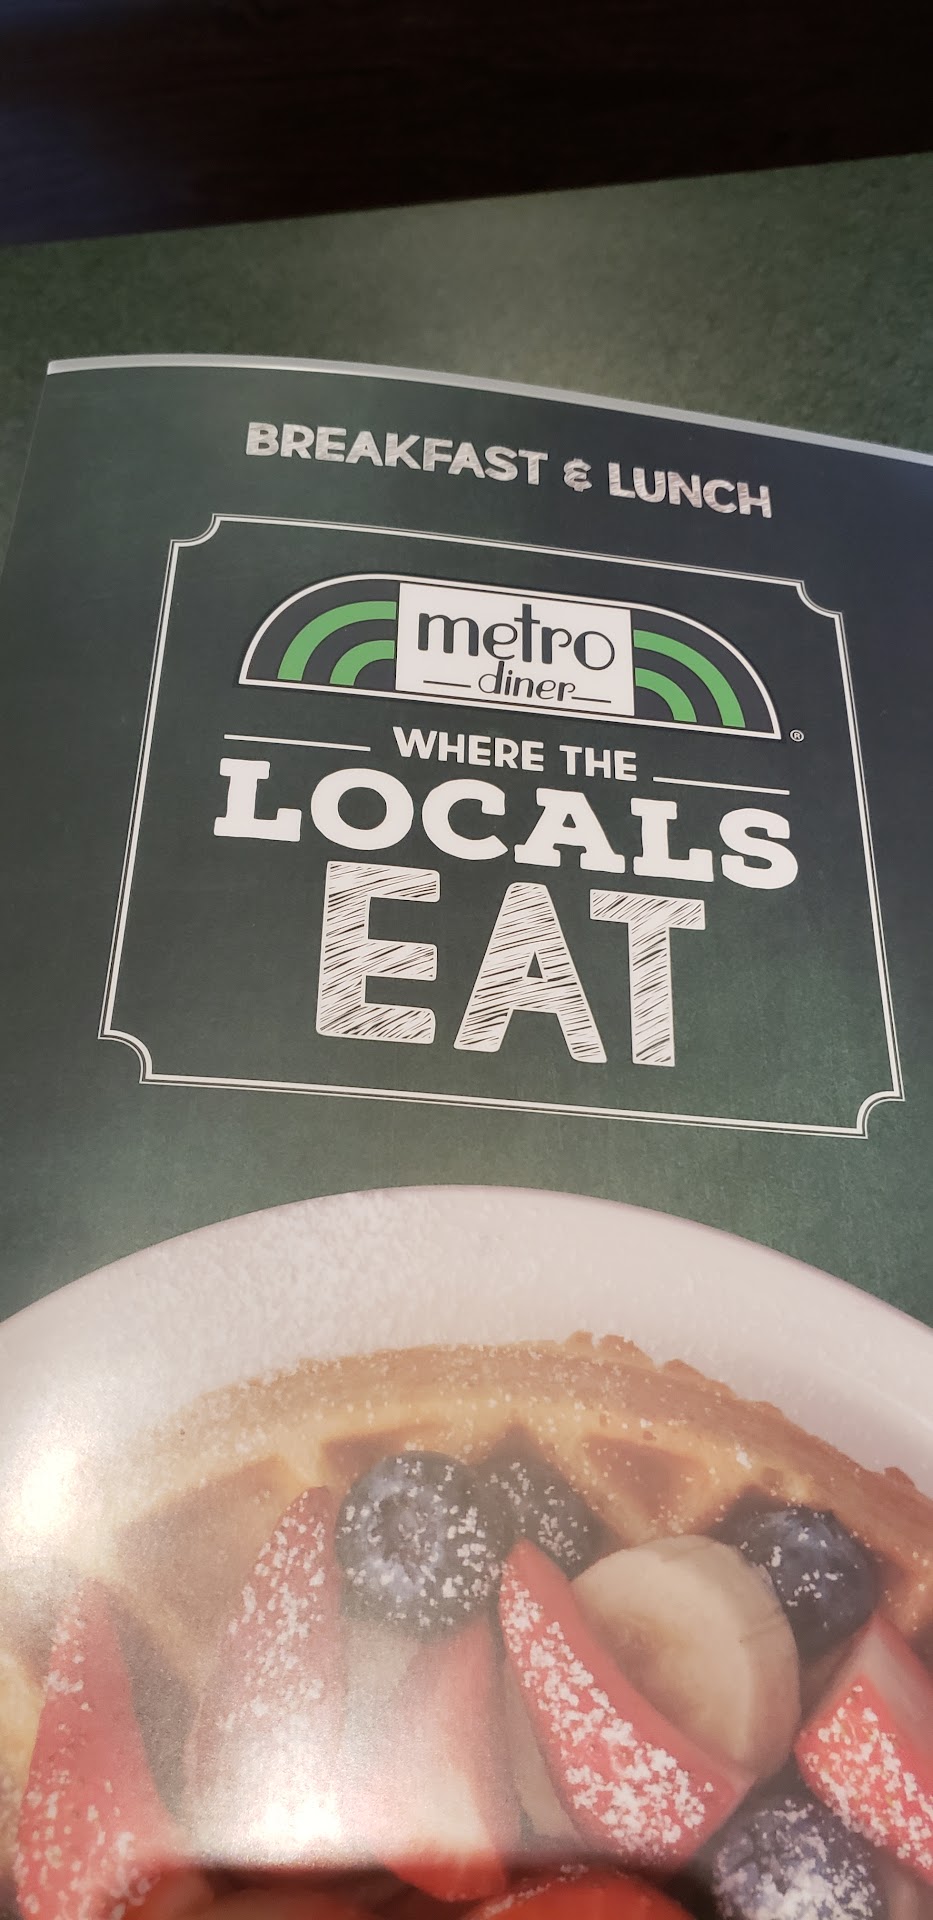 BREAKFAST & LUNCH
metro
diner
®
WHERE THE
LOCALS
EAT